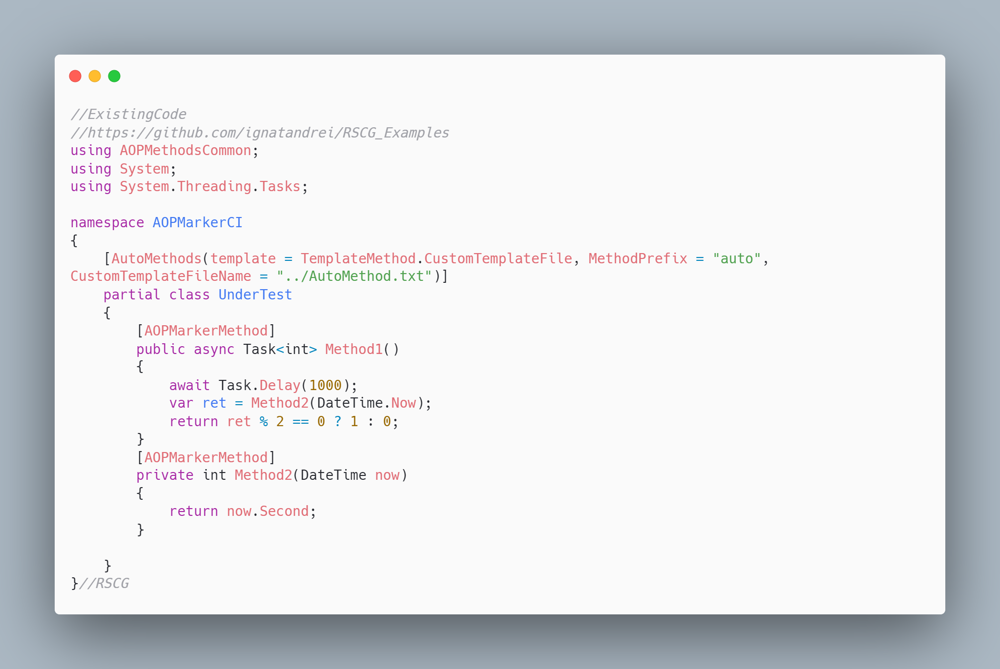 //ExistingCode
//https://github.com/ignatandrei/RSCG_Examples
using AOPMethodsCommon;
using System;
using System.Threading.Tasks;

namespace AOPMarkerCI
{
    [AutoMethods(template = TemplateMethod.CustomTemplateFile, MethodPrefix = "auto",
CustomTemplateFileName = "../AutoMethod.txt")]
    partial class UnderTest
    {
        [AOPMarkerMethod]
        public async Task<int> Method1()
        {
            await Task.Delay(1000);
            var ret = Method2(DateTime.Now);
            return ret % 2 == 0 ? 1 : 0;
        }
        [AOPMarkerMethod]
        private int Method2(DateTime now)
        {
            return now.Second;
        }

    }
}//RSCG